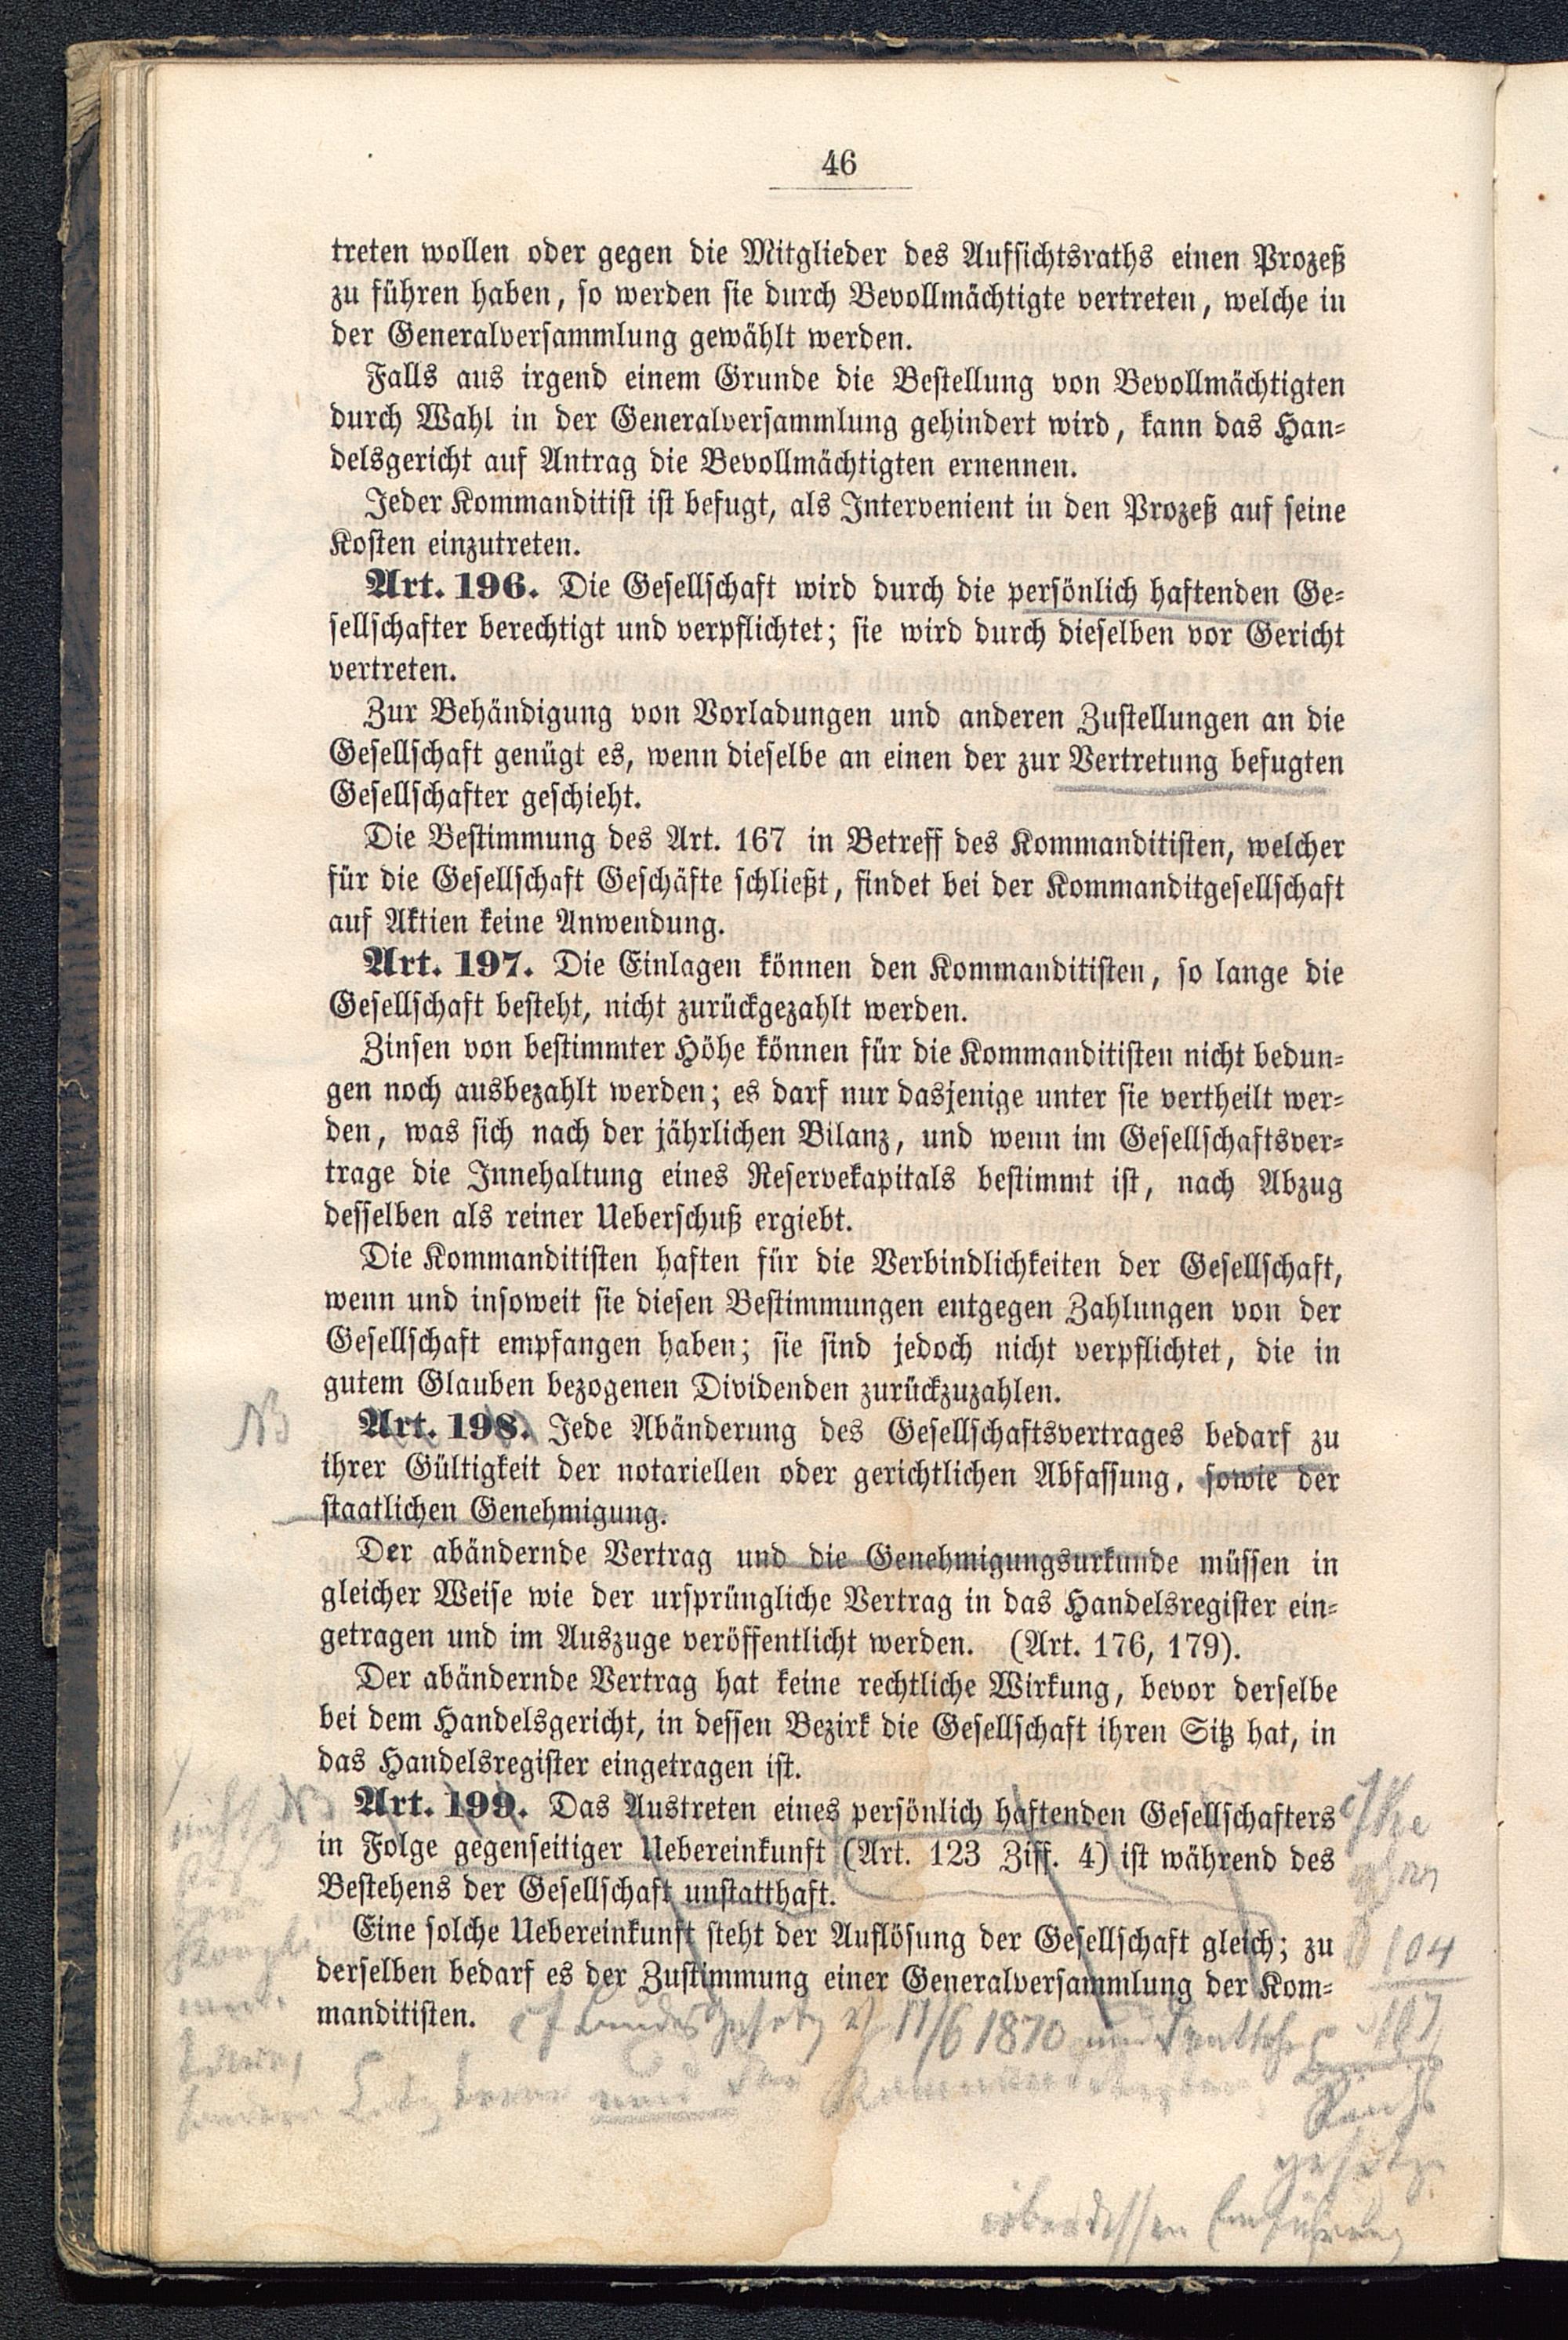 46
treten wollen oder gegen die Mitglieder des Aufsichtsraths einen Prozeß
zu führen haben, so werden sie durch Bevollmächtigte vertreten, welche in
der Generalversammlung gewählt werden.
Falls aus irgend einem Grunde die Bestellung von Bevollmächtigten
durch Wahl in der Generalversammlung gehindert wird, kann das Han-
delsgericht auf Antrag die Bevollmächtigten ernennen.
Jeder Kommanditist ist befugt, als Intervenient in den Prozeß auf seine
Kosten einzutreten.
Art. 196. Die Gesellschaft wird durch die persönlich haftenden Ge-
sellschafter berechtigt und verpflichtet; sie wird durch dieselben vor Gericht
vertreten.
Zur Behändigung von Vorladungen und anderen Zustellungen an die
Gesellschaft genügt es, wenn dieselbe an einen der zur Vertretung befugten
Gesellschafter geschieht.
Die Bestimmung des Art. 167 in Betreff des Kommanditisten, welcher
für die Gesellschaft Geschäfte schließt, findet bei der Kommanditgesellschaft
auf Aktien keine Anwendung.
Art. 197. Die Einlagen können den Kommanditisten, so lange die
Gesellschaft besteht, nicht zurückgezahlt werden.
Zinsen von bestimmter Höhe können für die Kommanditisten nicht bedun-
gen noch ausbezahlt werden; es darf nur dasjenige unter sie vertheilt wer-
den, was sich nach der jährlichen Bilanz, und wenn im Gesellschaftsver-
trage die Innehaltung eines Reservekapitals bestimmt ist, nach Abzug
desselben als reiner Ueberschuß ergiebt.
Die Kommanditisten haften für die Verbindlichkeiten der Gesellschaft,
wenn und insoweit sie diesen Bestimmungen entgegen Zahlungen von der
Gesellschaft empfangen haben; sie sind jedoch nicht verpflichtet, die in
gutem Glauben bezogenen Dividenden zurückzuzahlen.
NB
Art. 198. Jede Abänderung des Gesellschaftsvertrages bedarf zu
ihrer Gültigkeit der notariellen oder gerichtlichen Abfassung, sowie der
staatlichen Genehmigung.
Der abändernde Vertrag und die Genehmigungsurkunde müssen in
gleicher Weise wie der ursprüngliche Vertrag in das Handelsregister ein-
getragen und im Auszuge veröffentlicht werden. (Art. 176, 179).
Der abändernde Vertrag hat keine rechtliche Wirkung, bevor derselbe
bei dem Handelsgericht, in dessen Bezirk die Gesellschaft ihren Sitz hat, in
das Handelsregister eingetragen ist.
NB
Art. 199. Das Austreten eines persönlich haftenden Gesellschafters
in Folge gegenseitiger Uebereinkunft (Art. 123 Ziff. 4) ist während des
Bestehens der Gesellschaft unstatthaft.
Eine solche Uebereinkunft steht der Auflösung der Gesellschaft gleich; zu
derselben bedarf es der Zustimmung einer Generalversammlung der Kom-
manditisten.
104
cf Bundesgesetz v 11/6 1870 und
und der
gesetz
über dessen Einführung